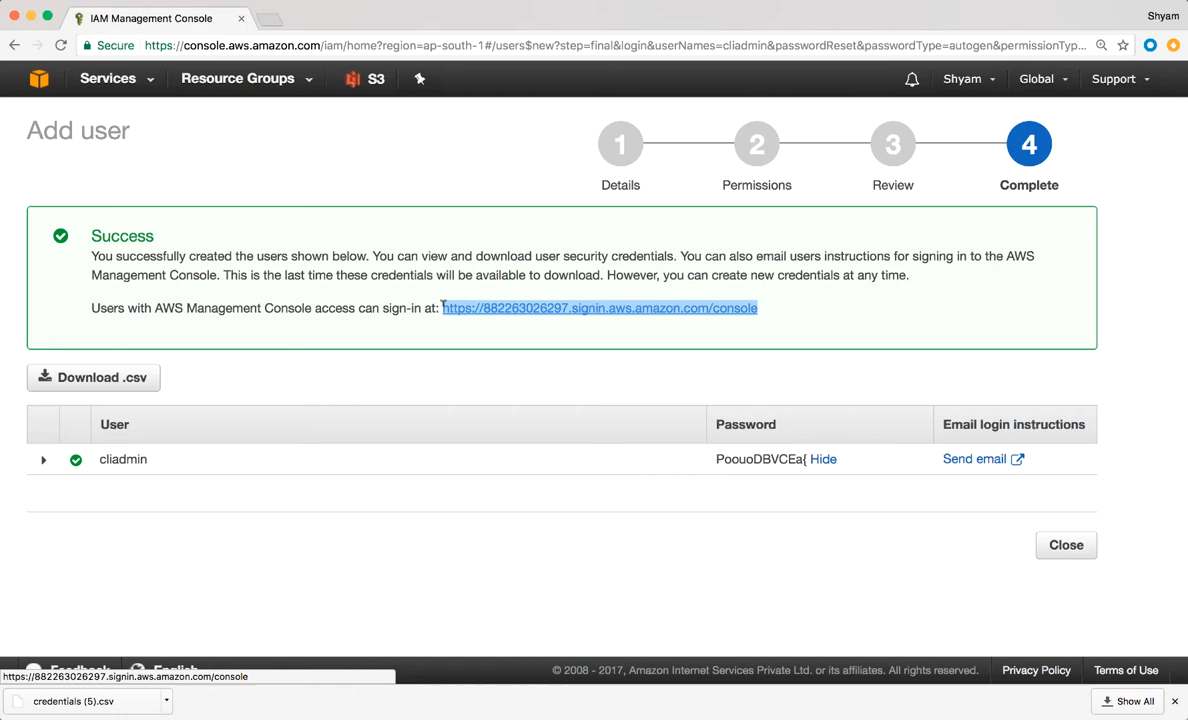 IAM Management Console
Shyam
Secure https://console.aws.amazon.com/iam/home?region=ap-south-1#/users$new?step=final&login&userNames=cliadmin&passwordReset&passwordType=autogen&permissionTyp...
Services Resource Groups S3 Shyam Global Support
Add user
1 2 3 4
Details Permissions Review Complete
Success
You successfully created the users shown below. You can view and download user security credentials. You can also email users instructions for signing in to the AWS
Management Console. This is the last time these credentials will be available to download. However, you can create new credentials at any time.
Users with AWS Management Console access can sign-in at: https://882263026297.signin.aws.amazon.com/console
Download .csv
User Password Email login instructions
cliadmin PoouoDBVCEa{ Hide Send email
Close
Feedback English © 2008 - 2017, Amazon Internet Services Private Ltd. or its affiliates. All rights reserved. Privacy Policy Terms of Use
https://882263026297.signin.aws.amazon.com/console
credentials (5).csv Show All